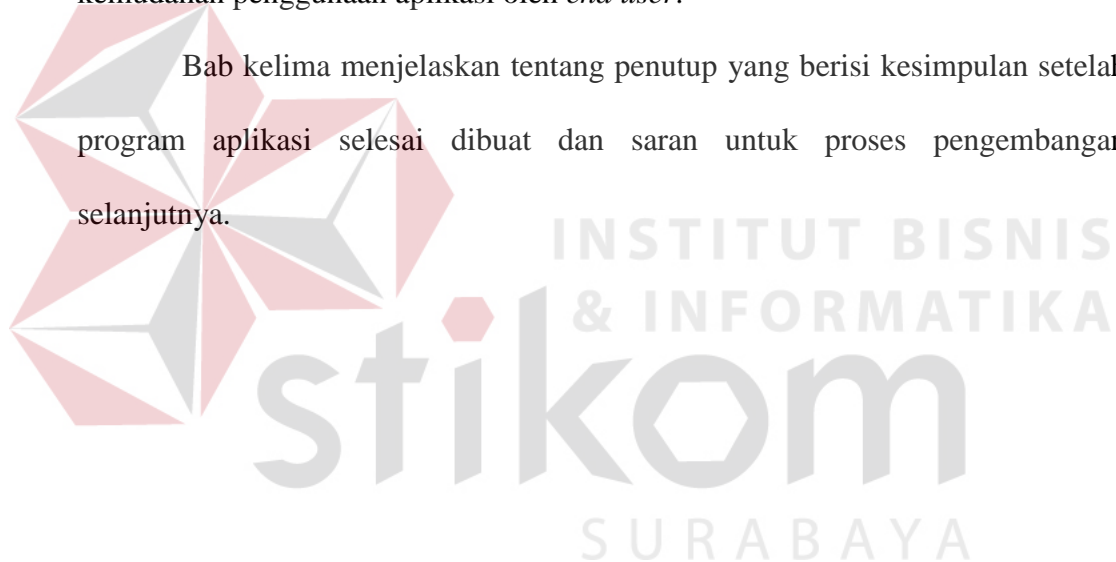 kemudahan penggunaan aplikasi oleh end user.
Bab kelima menjelaskan tentang penutup yang berisi kesimpulan setelah
program aplikasi selesai dibuat dan saran untuk proses pengembangan
selanjutnya.
INSTITUT BISNIS
& INFORMATIKA
stikom
SURABAYA